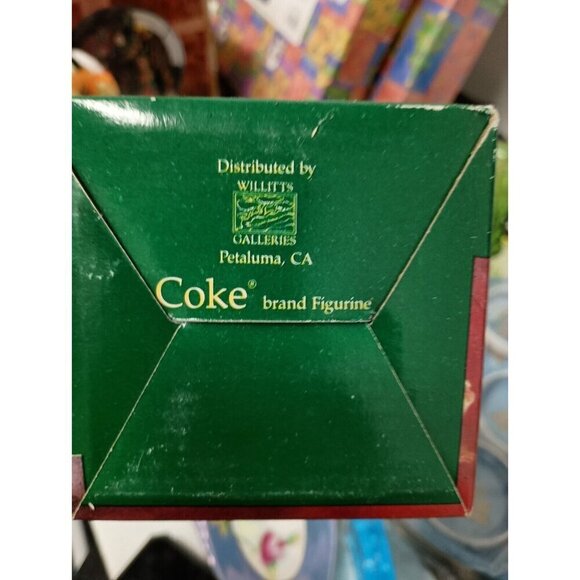 Distributed by
WILLITTS
GALLERIES
Petaluma, CA
Coke® brand Figurine